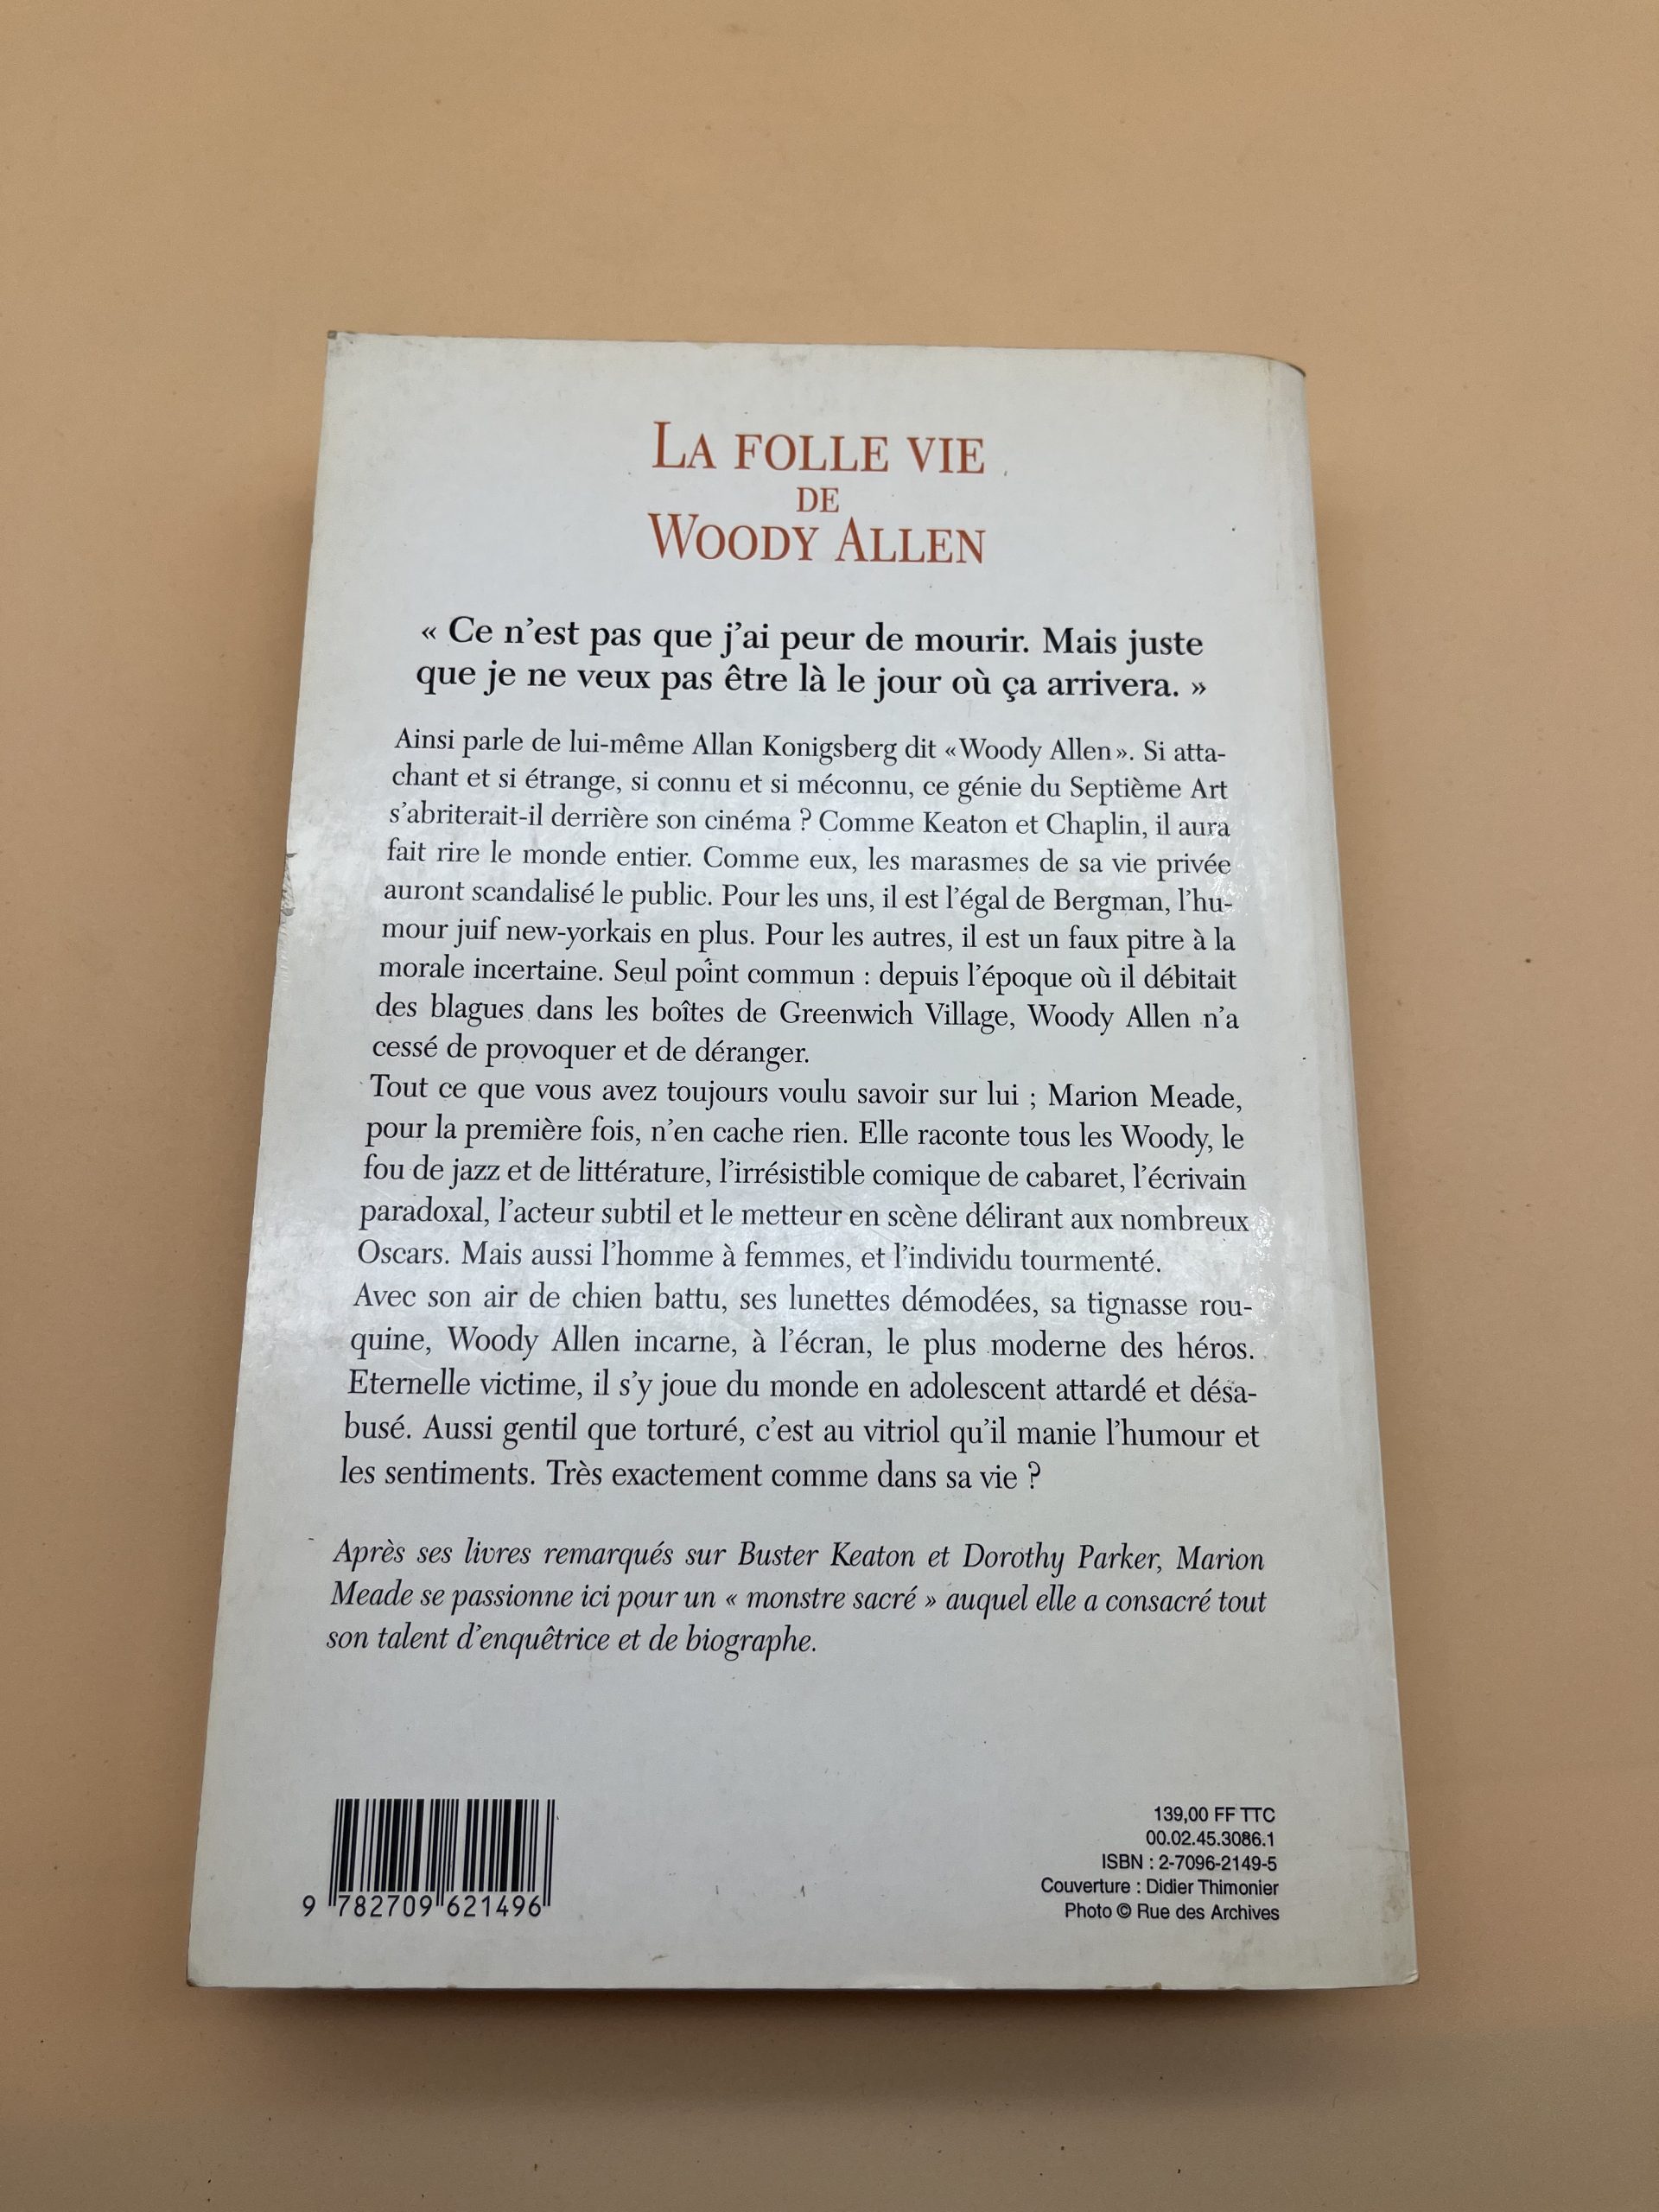 LA FOLLE VIE
DE
WOODY ALLEN
« Ce n'est pas que j'ai peur de mourir. Mais juste
que je ne veux pas être là le jour où ça arrivera. »
Ainsi parle de lui-même Allan Konigsberg dit «Woody Allen». Si atta-
chant et si étrange, si connu et si méconnu, ce génie du Septième Art
s'abriterait-il derrière son cinéma ? Comme Keaton et Chaplin, il aura
fait rire le monde entier. Comme eux, les marasmes de sa vie privée
auront scandalisé le public. Pour les uns, il est l'égal de Bergman, l'hu-
mour juif new-yorkais en plus. Pour les autres, il est un faux pitre à la
morale incertaine. Seul point commun : depuis l'époque où il débitait
des blagues dans les boîtes de Greenwich Village, Woody Allen n'a
cessé de provoquer et de déranger.
Tout ce que vous avez toujours voulu savoir sur lui ; Marion Meade,
pour la première fois, n'en cache rien. Elle raconte tous les Woody, le
fou de jazz et de littérature, l'irrésistible comique de cabaret, l'écrivain
paradoxal, l'acteur subtil et le metteur en scène délirant aux nombreux
Oscars. Mais aussi l'homme à femmes, et l'individu tourmenté.
Avec son air de chien battu, ses lunettes démodées, sa tignasse rou-
quine, Woody Allen incarne, à l'écran, le plus moderne des héros.
Eternelle victime, il s'y joue du monde en adolescent attardé et désa-
busé. Aussi gentil que torturé, c'est au vitriol qu'il manie l'humour et
les sentiments. Très exactement comme dans sa vie ?
Après ses livres remarqués sur Buster Keaton et Dorothy Parker, Marion
Meade se passionne ici pour un « monstre sacré » auquel elle a consacré tout
son talent d'enquêtrice et de biographe.
9 782709 621496
139,00 FF TTC
00.02.45.3086.1
ISBN : 2-7096-2149-5
Couverture : Didier Thimonier
Photo © Rue des Archives